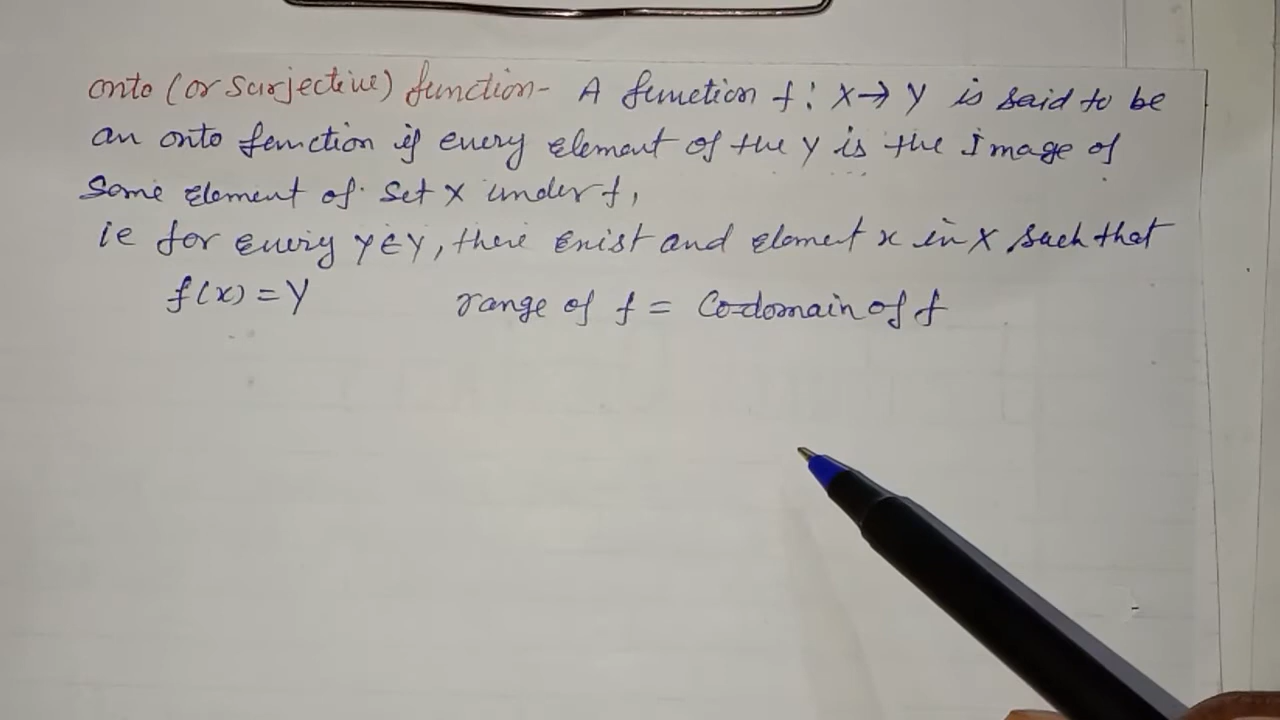 onto (or surjective) function- A function f : X→ Y is said to be
an onto function if every element of the Y is the Image of
Some Element of Set X under f,
ie for every Y∈Y, there Exist and element x in X such that
f(x) = Y range of f = Co-domain of f